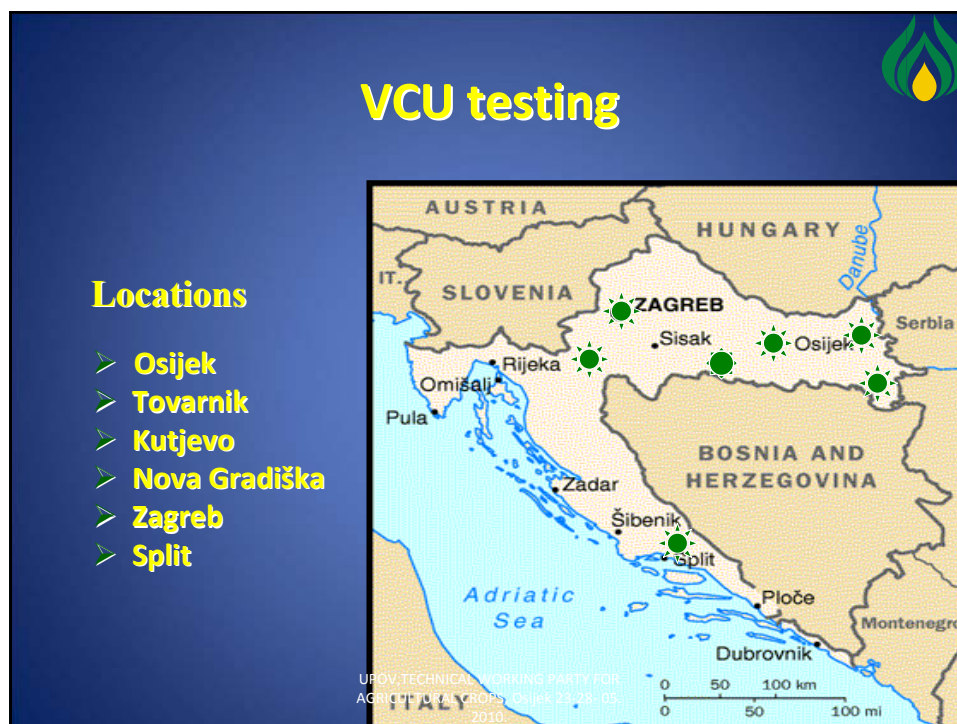 VCU testing
Locations
Osijek
Tovarnik
Kutjevo
Nova Gradiška
Zagreb
Split
AUSTRIA
HUNGARY
Danube
IT.
SLOVENIA
ZAGREB
Serbia
Sisak
Osijek
Rijeka
Omišalj
Pula
BOSNIA AND
HERZEGOVINA
Zadar
Šibenik
Split
Adriatic
Sea
Ploče
Montenegro
Dubrovnik
ITALY
0 50 100 km
0 50 100 mi
UPOV,TECHNICAL WORKING PARTY FOR
AGRICULTURAL CROPS, Osijek 23-28- 05.
2010.